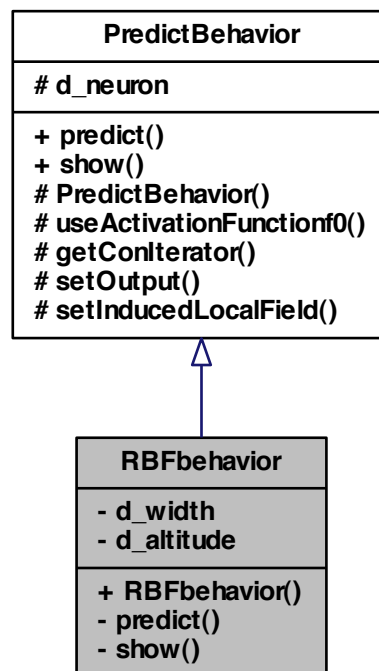 PredictBehavior
# d_neuron
+ predict()
+ show()
# PredictBehavior()
# useActivationFunctionf0()
# getConIterator()
# setOutput()
# setInducedLocalField()
RBFbehavior
- d_width
- d_altitude
+ RBFbehavior()
- predict()
- show()